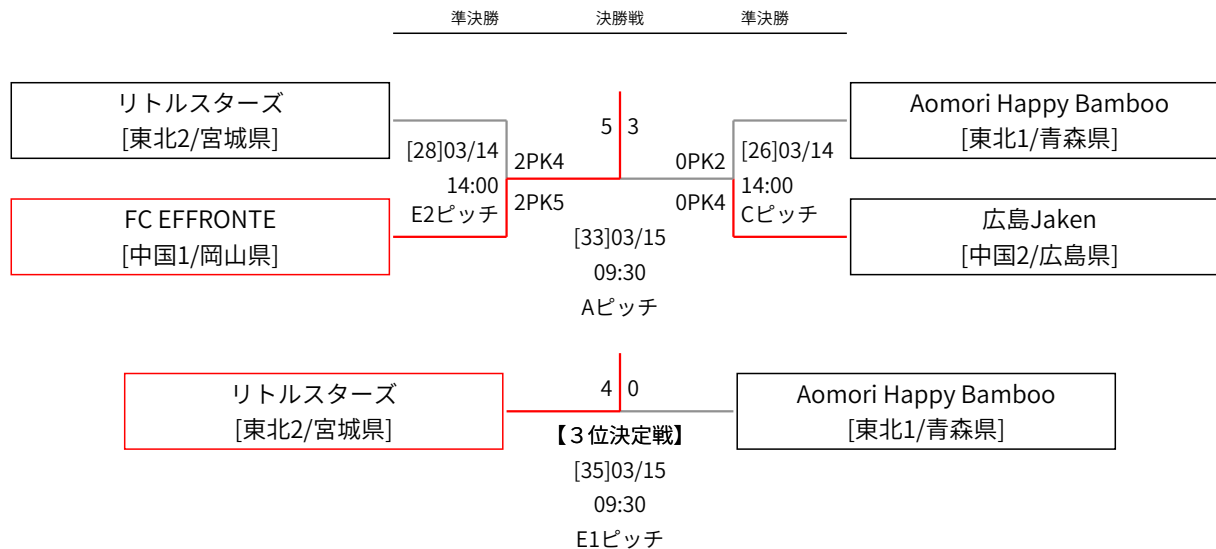 準決勝 決勝戦 準決勝
リトルスターズ
[東北2/宮城県]
FC EFFRONTE
[中国1/岡山県]
[28]03/14
14:00
E2ピッチ
2PK4
2PK5
5 3
[33]03/15
09:30
Aピッチ
0PK2
0PK4
[26]03/14
14:00
Cピッチ
Aomori Happy Bamboo
[東北1/青森県]
広島Jaken
[中国2/広島県]
リトルスターズ
[東北2/宮城県]
4 0
【３位決定戦】
[35]03/15
09:30
E1ピッチ
Aomori Happy Bamboo
[東北1/青森県]